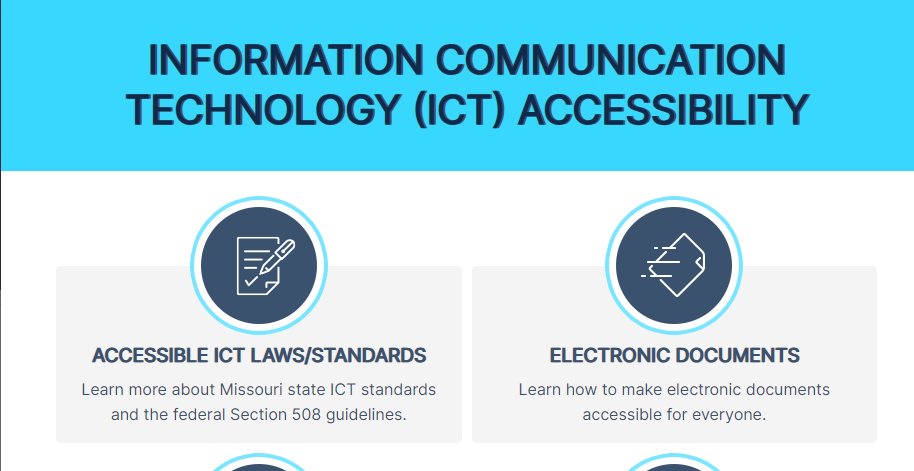 INFORMATION COMMUNICATION
TECHNOLOGY (ICT) ACCESSIBILITY
ACCESSIBLE ICT LAWS/STANDARDS
Learn more about Missouri state ICT standards
and the federal Section 508 guidelines.
ELECTRONIC DOCUMENTS
Learn how to make electronic documents
accessible for everyone.